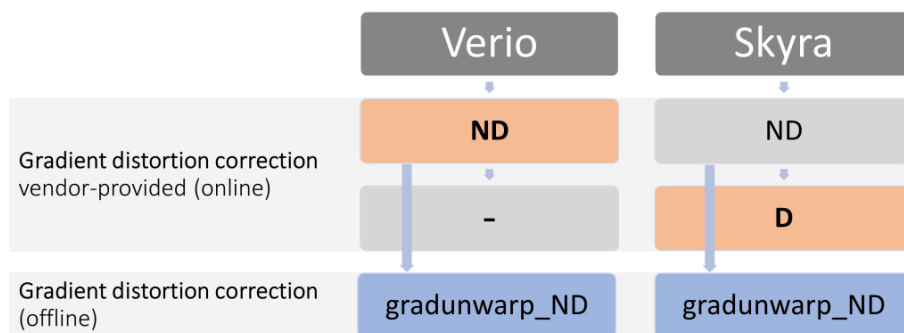 Verio
Skyra
Gradient distortion correction
vendor-provided (online)
ND
ND
–
D
Gradient distortion correction
(offline)
gradunwarp_ND
gradunwarp_ND